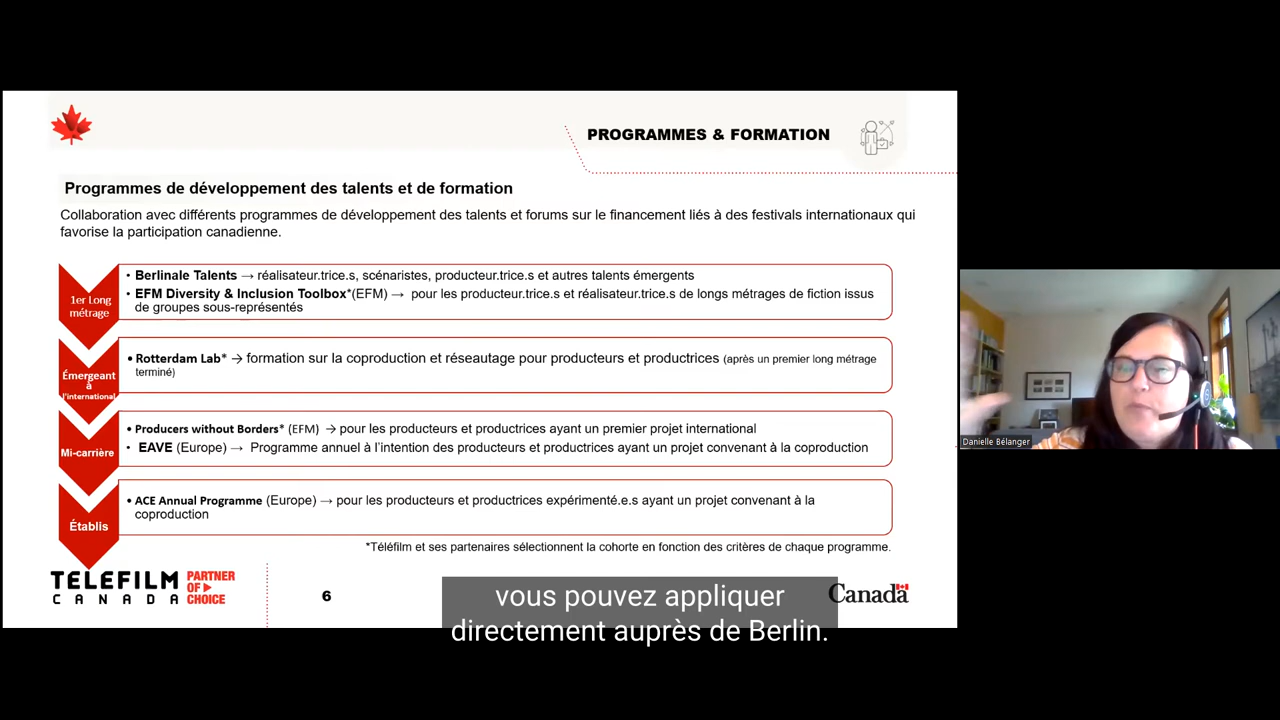 PROGRAMMES & FORMATION
Programmes de développement des talents et de formation
Collaboration avec différents programmes de développement des talents et forums sur le financement liés à des festivals internationaux qui
favorise la participation canadienne.
1er Long
métrage
• Berlinale Talents → réalisateur.trice.s, scénaristes, producteur.trice.s et autres talents émergents
• EFM Diversity & Inclusion Toolbox*(EFM) → pour les producteur.trice.s et réalisateur.trice.s de longs métrages de fiction issus
de groupes sous-représentés
Émergeant
à
l'international
• Rotterdam Lab* → formation sur la coproduction et réseautage pour producteurs et productrices (après un premier long métrage
terminé)
Mi-carrière
• Producers without Borders* (EFM) → pour les producteurs et productrices ayant un premier projet international
• EAVE (Europe) → Programme annuel à l'intention des producteurs et productrices ayant un projet convenant à la coproduction
Établis
• ACE Annual Programme (Europe) → pour les producteurs et productrices expérimenté.e.s ayant un projet convenant à la
coproduction
*Téléfilm et ses partenaires sélectionnent la cohorte en fonction des critères de chaque programme.
TELEFILM
CANADA
PARTNER
OF
CHOICE
6
Canada
Danielle Bélanger
vous pouvez appliquer
directement auprès de Berlin.